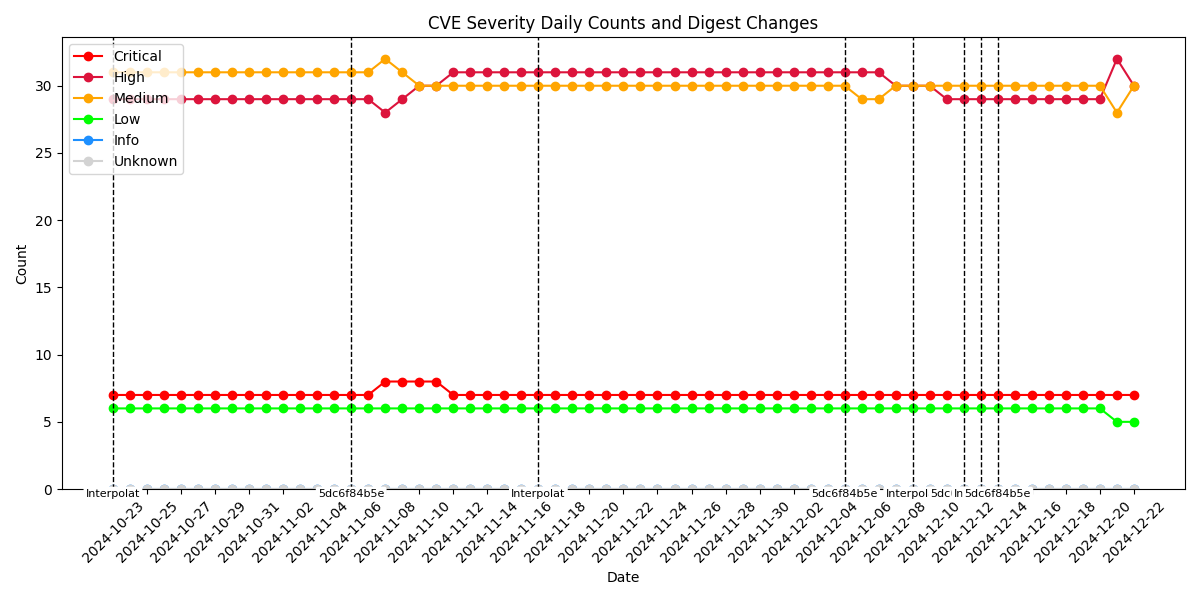 CVE Severity Daily Counts and Digest Changes
Critical
High
Medium
Low
Info
Unknown
30
25
20
15
10
5
0
Count
Interpolat
5dc6f84b5e
Interpolat
5dc6f84b5e
Interpol
5dc
In
5dc6f84b5e
2024-10-23
2024-10-25
2024-10-27
2024-10-29
2024-10-31
2024-11-02
2024-11-04
2024-11-06
2024-11-08
2024-11-10
2024-11-12
2024-11-14
2024-11-16
2024-11-18
2024-11-20
2024-11-22
2024-11-24
2024-11-26
2024-11-28
2024-11-30
2024-12-02
2024-12-04
2024-12-06
2024-12-08
2024-12-10
2024-12-12
2024-12-14
2024-12-16
2024-12-18
2024-12-20
2024-12-22
Date